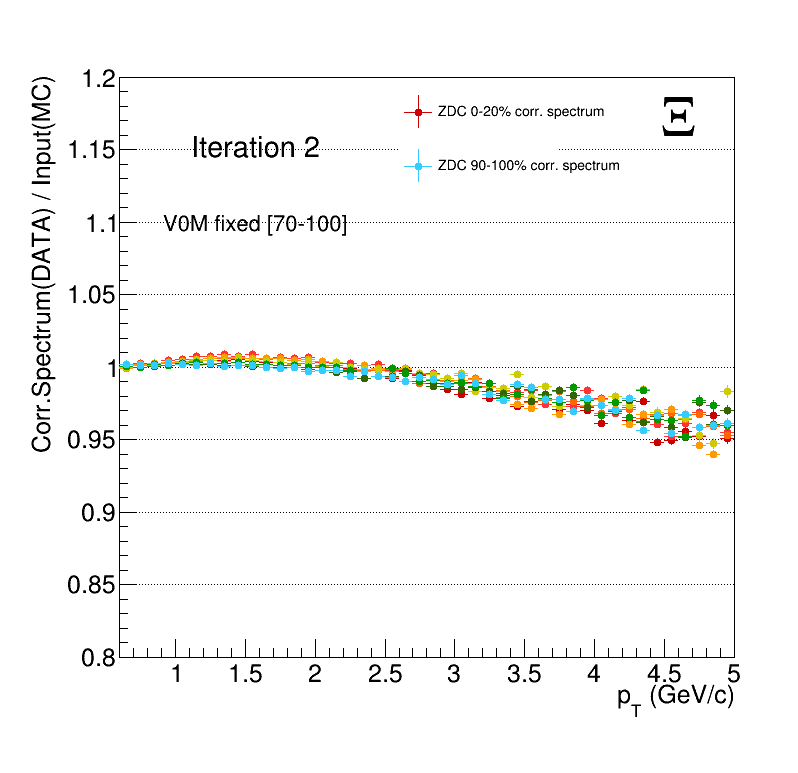 Corr.Spectrum(DATA) / Input(MC)
1.2
1.15
1.1
1.05
1
0.95
0.9
0.85
0.8
ZDC 0-20% corr. spectrum
Ξ
Iteration 2
ZDC 90-100% corr. spectrum
V0M fixed [70-100]
1 1.5 2 2.5 3 3.5 4 4.5 5
p_T (GeV/c)